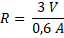 R = 3 V / 0,6 A